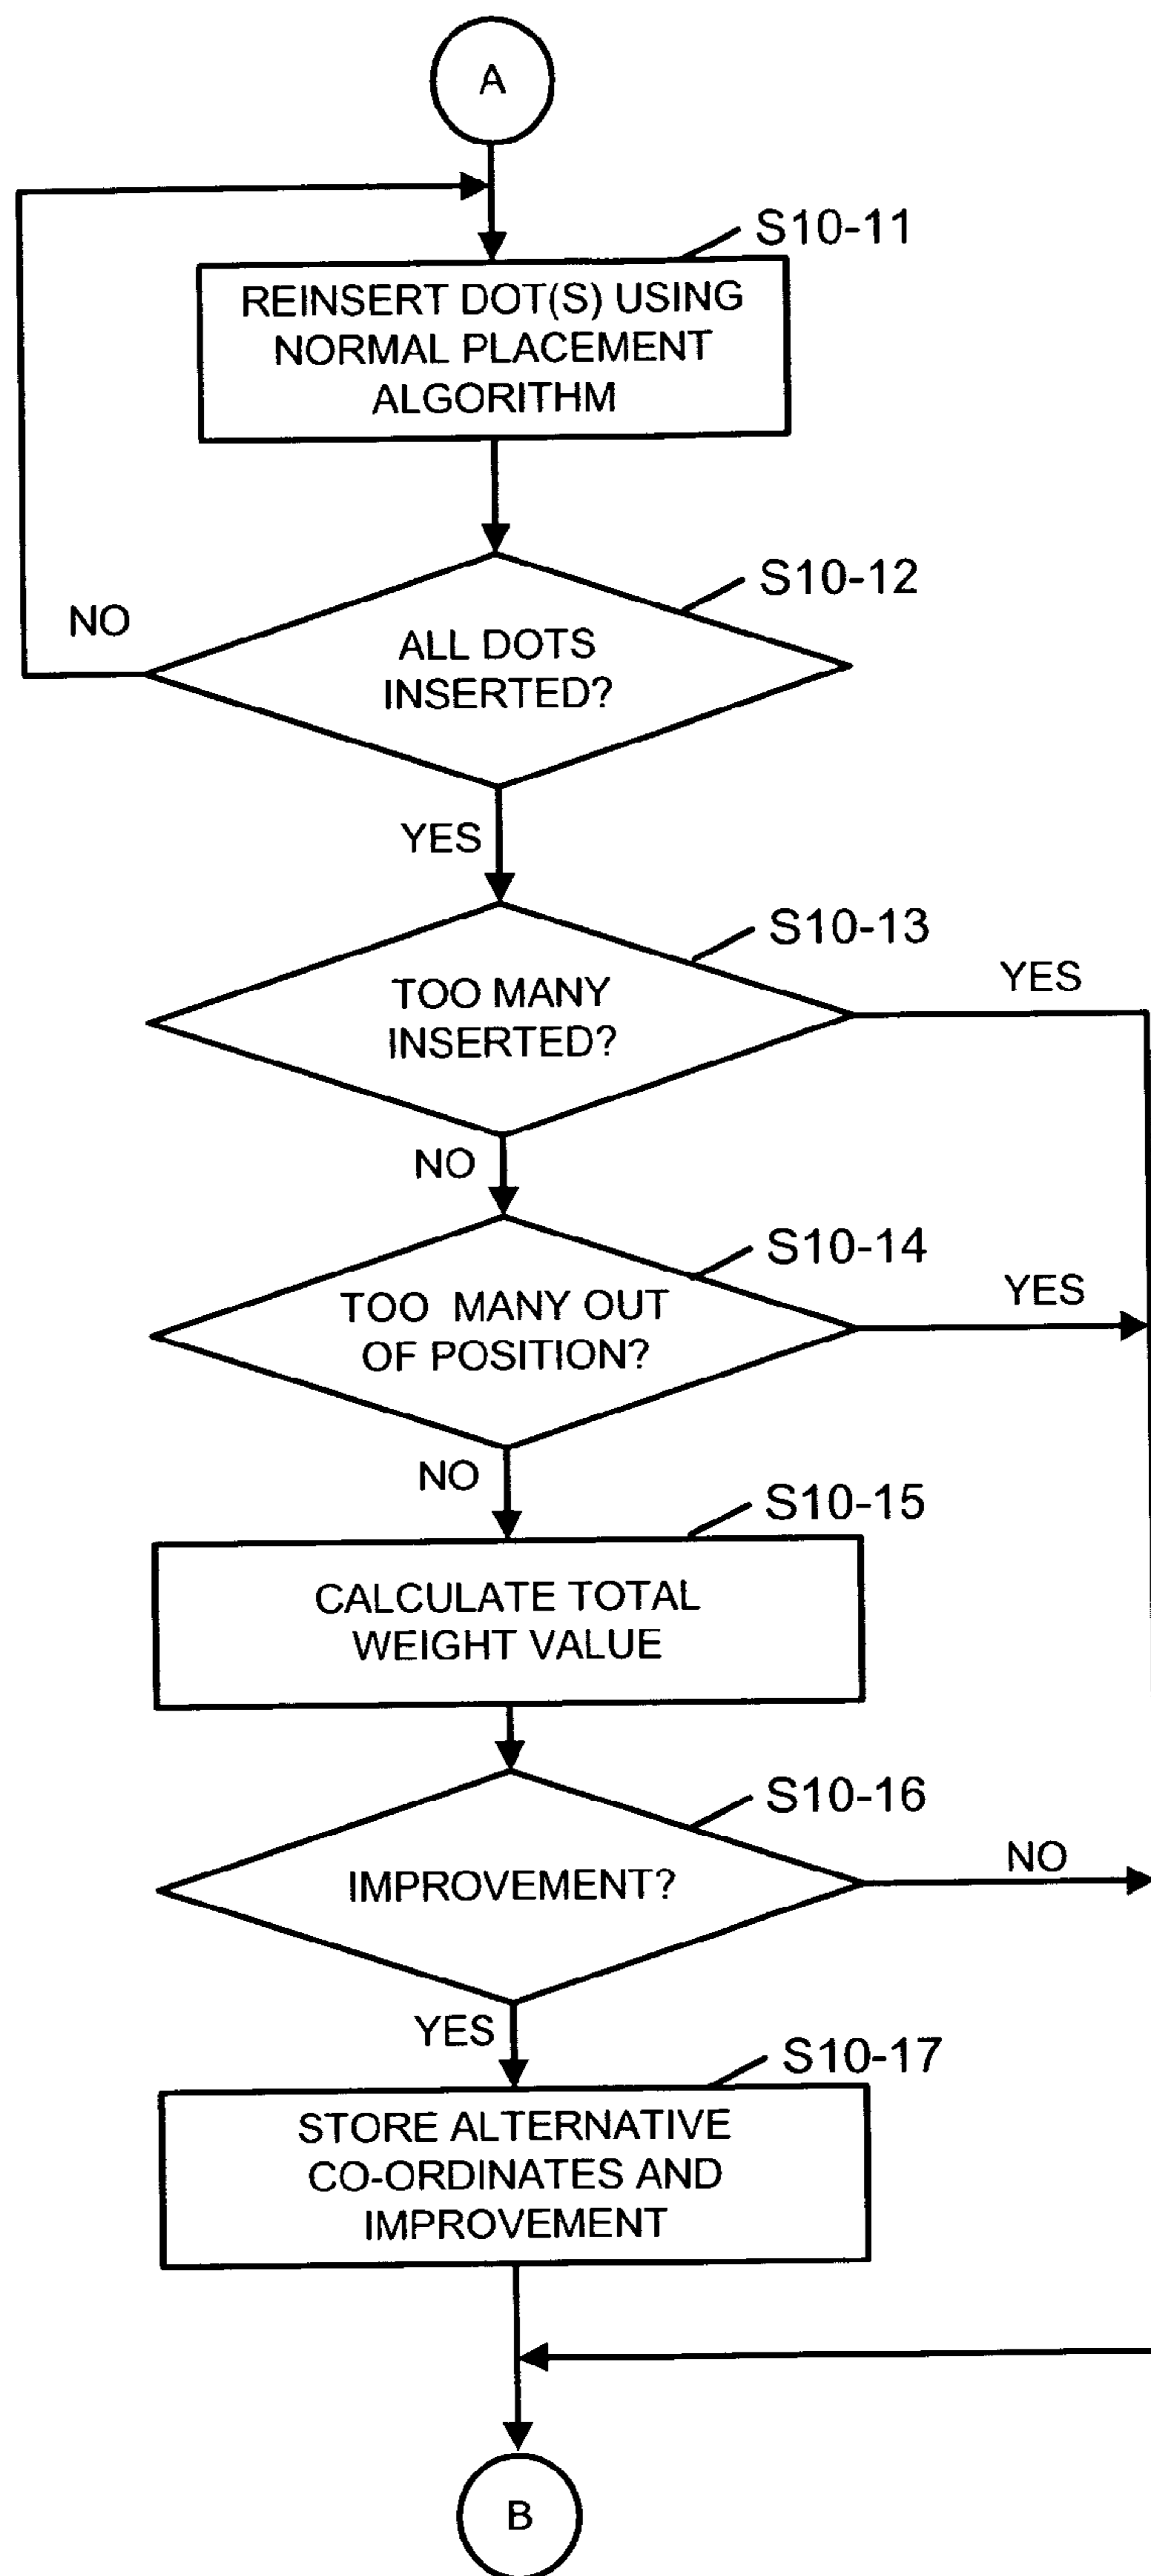 A
S10-11
REINSERT DOT(S) USING
NORMAL PLACEMENT
ALGORITHM
S10-12
NO
ALL DOTS
INSERTED?
YES
S10-13
YES
TOO MANY
INSERTED?
NO
S10-14
YES
TOO MANY OUT
OF POSITION?
NO
S10-15
CALCULATE TOTAL
WEIGHT VALUE
S10-16
NO
IMPROVEMENT?
YES
S10-17
STORE ALTERNATIVE
CO-ORDINATES AND
IMPROVEMENT
B